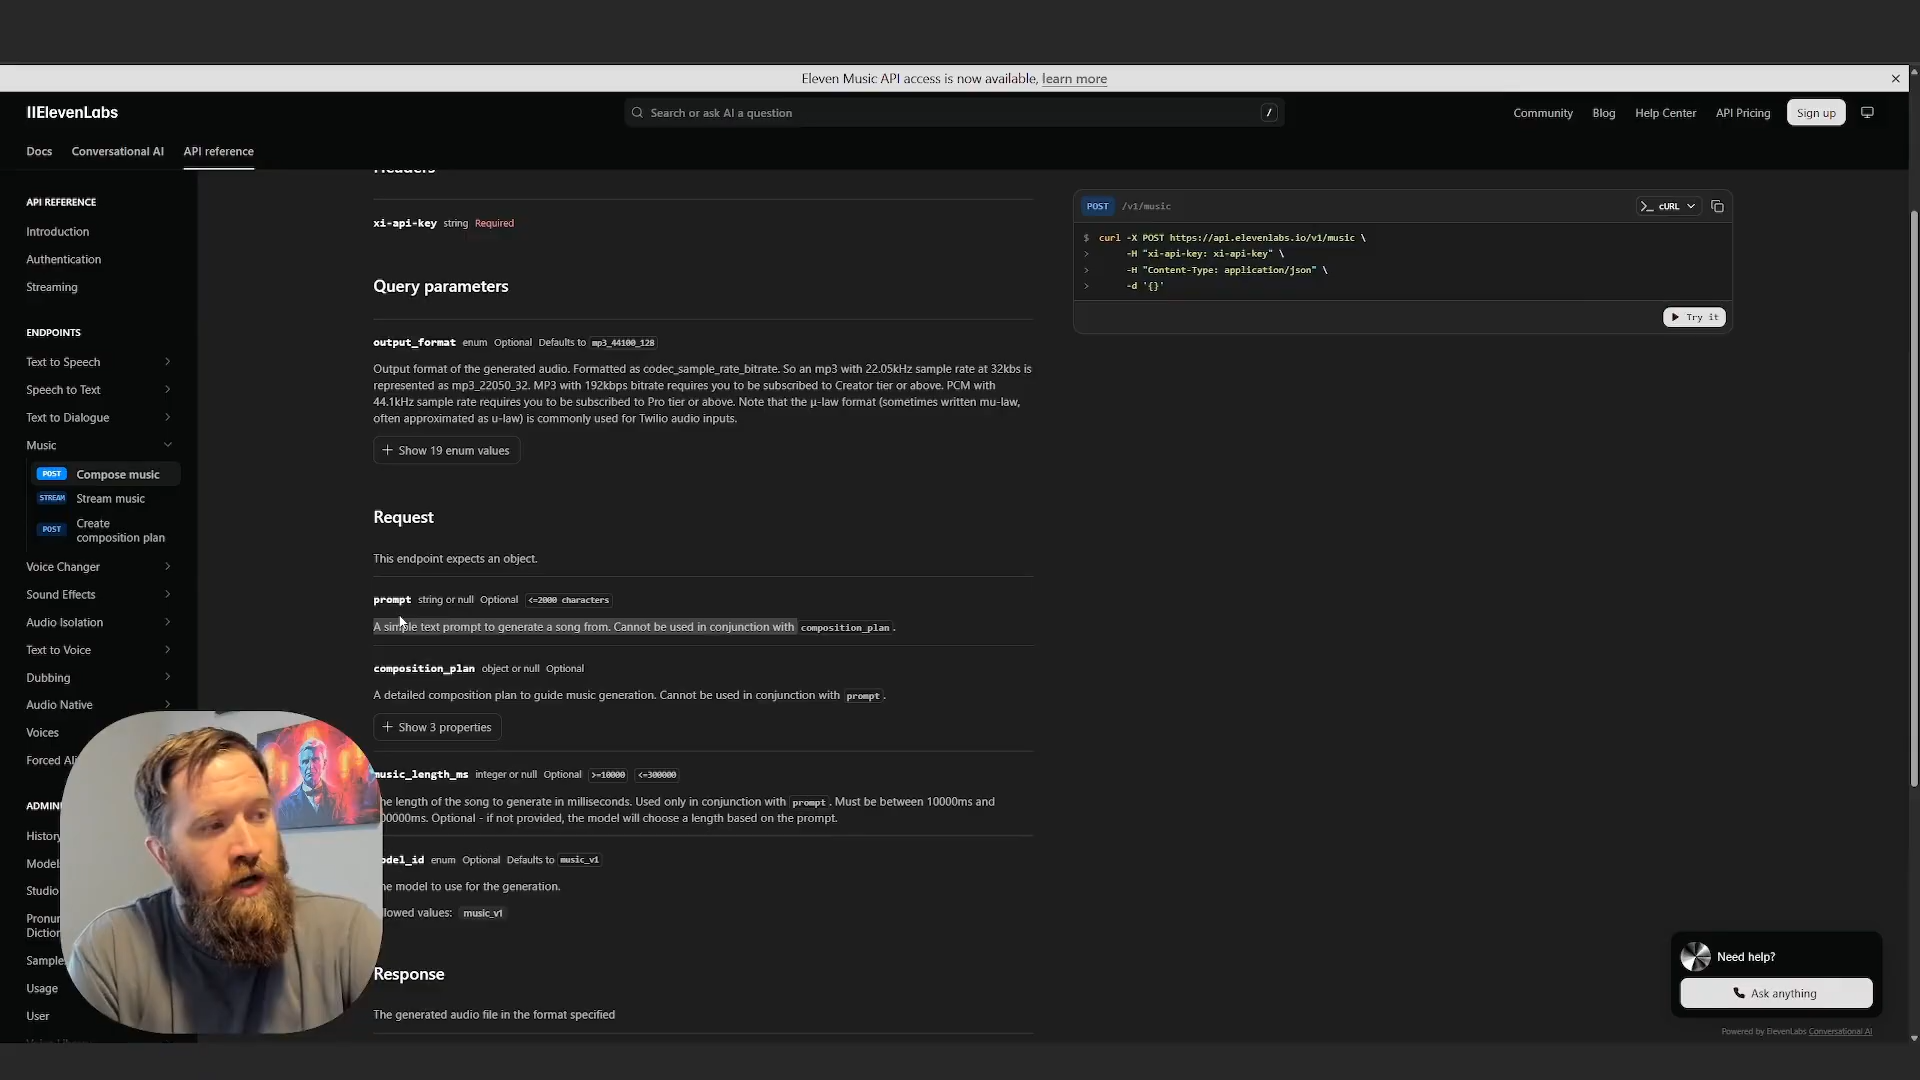 Eleven Music API access is now available, learn more
IIElevenLabs
Search or ask AI a question
/
Community
Blog
Help Center
API Pricing
Sign up
Docs
Conversational AI
API reference
API REFERENCE
Introduction
Authentication
Streaming
ENDPOINTS
Text to Speech
Speech to Text
Text to Dialogue
Music
POST Compose music
STREAM Stream music
POST Create
composition plan
Voice Changer
Sound Effects
Audio Isolation
Text to Voice
Dubbing
Audio Native
Voices
Forced
History
Studio
Usage
User
Headers
xi-api-key string Required
Query parameters
output_format enum Optional Defaults to mp3_44100_128
Output format of the generated audio. Formatted as codec_sample_rate_bitrate. So an mp3 with 22.05kHz sample rate at 32kbs is
represented as mp3_22050_32. MP3 with 192kbps bitrate requires you to be subscribed to Creator tier or above. PCM with
44.1kHz sample rate requires you to be subscribed to Pro tier or above. Note that the μ-law format (sometimes written mu-law,
often approximated as u-law) is commonly used for Twilio audio inputs.
+ Show 19 enum values
Request
This endpoint expects an object.
prompt string or null Optional <=2000 characters
A simple text prompt to generate a song from. Cannot be used in conjunction with composition_plan.
composition_plan object or null Optional
A detailed composition plan to guide music generation. Cannot be used in conjunction with prompt.
+ Show 3 properties
music_length_ms integer or null Optional >=10000 <=300000
he length of the song to generate in milliseconds. Used only in conjunction with prompt. Must be between 10000ms and
00000ms. Optional - if not provided, the model will choose a length based on the prompt.
odel_id enum Optional Defaults to music_v1
he model to use for the generation.
lowed values: music_v1
Response
The generated audio file in the format specified
POST /v1/music
>_ cURL
$ curl -X POST https://api.elevenlabs.io/v1/music \
> -H "xi-api-key: xi-api-key" \
> -H "Content-Type: application/json" \
> -d '{}'
Try it
Need help?
Ask anything
Powered by ElevenLabs Conversational AI